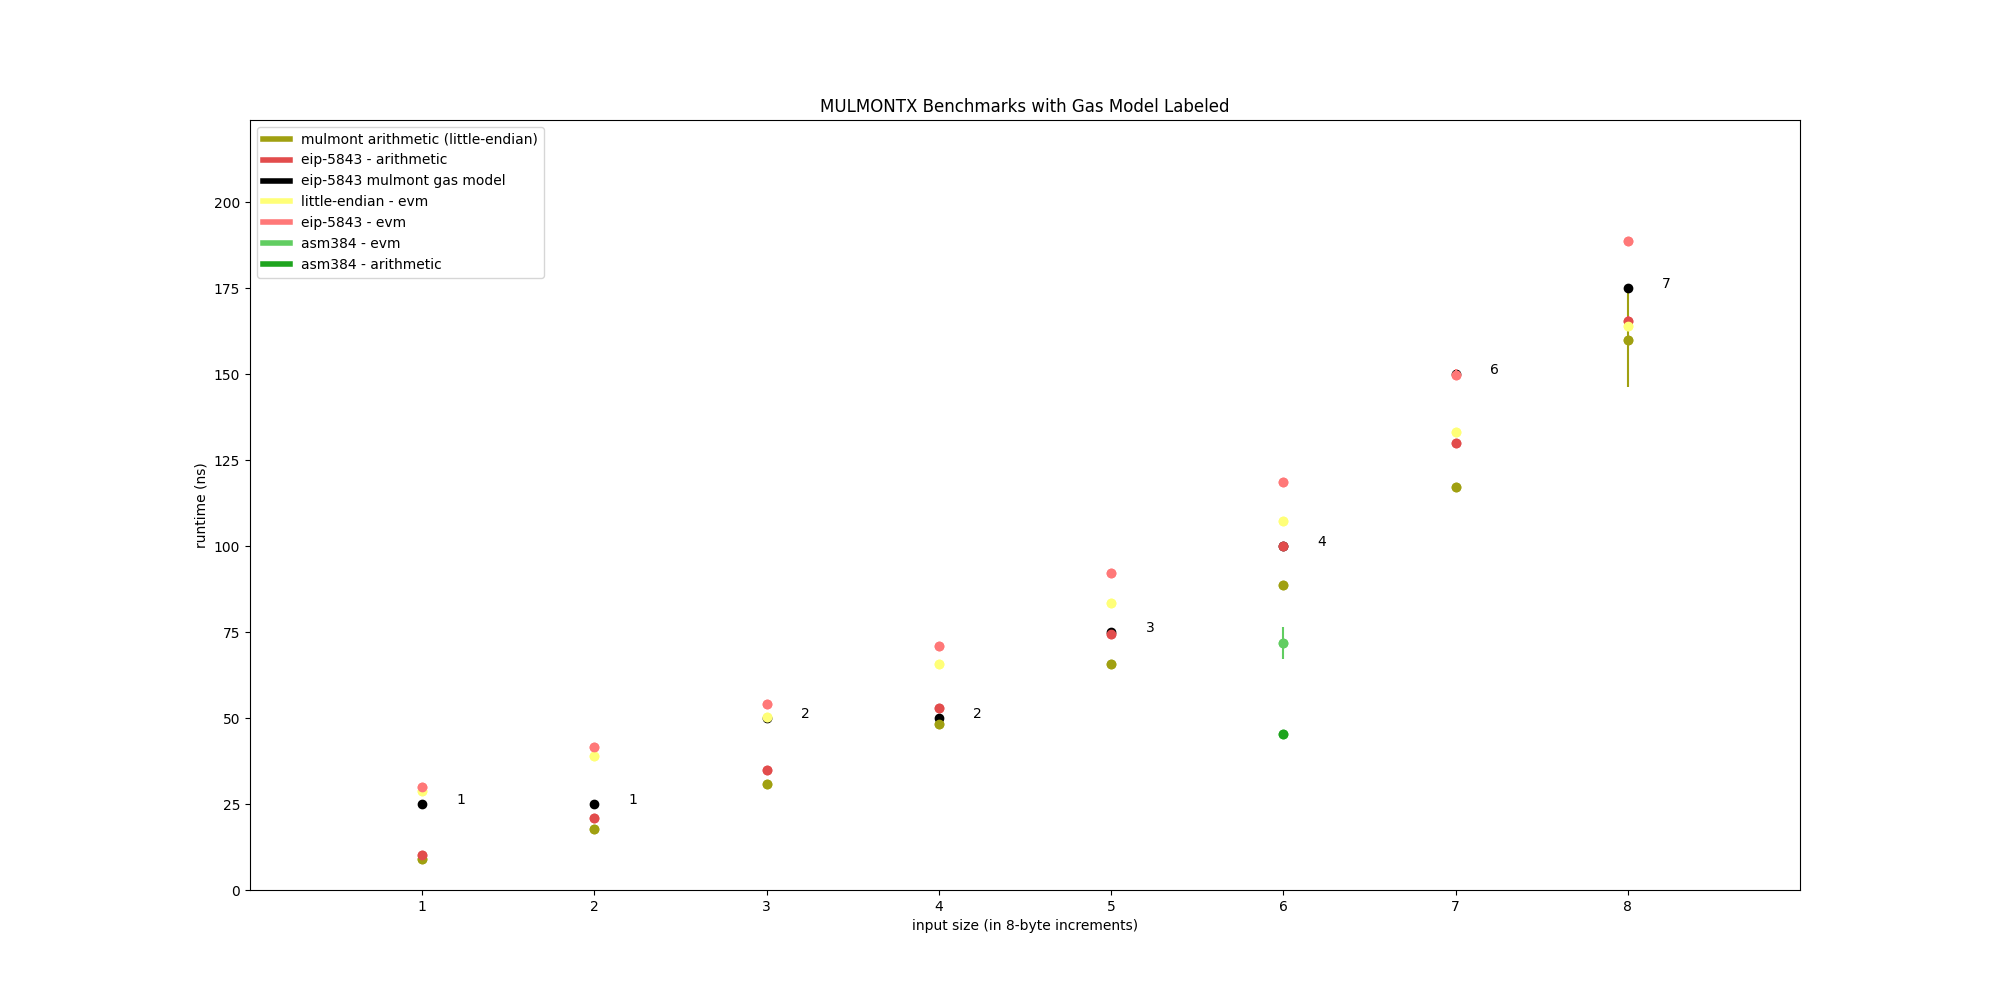 MULMONTX Benchmarks with Gas Model Labeled
mulmont arithmetic (little-endian)
eip-5843 - arithmetic
eip-5843 mulmont gas model
little-endian - evm
eip-5843 - evm
asm384 - evm
asm384 - arithmetic
200
175
150
125
100
75
50
25
0
runtime (ns)
1
1
2
2
3
4
6
7
1 2 3 4 5 6 7 8
input size (in 8-byte increments)